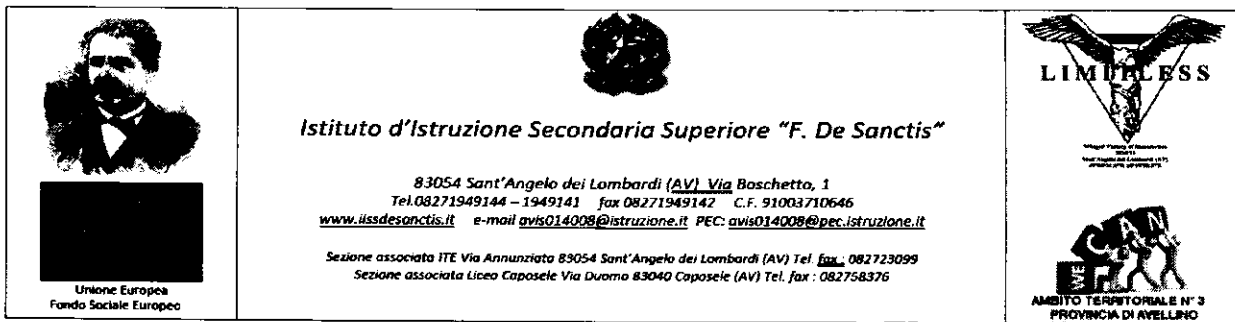 Unione Europea
Fondo Sociale Europeo
Istituto d'Istruzione Secondaria Superiore "F. De Sanctis"
83054 Sant'Angelo dei Lombardi (AV) Via Boschetto, 1
Tel.08271949144 – 1949141 fax 08271949142 C.F. 91003710646
www.iissdesanctis.it e-mail avis014008@istruzione.it PEC: avis014008@pec.istruzione.it
Sezione associata ITE Via Annunziata 83054 Sant'Angelo dei Lombardi (AV) Tel. fax : 082723099
Sezione associata Liceo Caposele Via Duomo 83040 Caposele (AV) Tel. fax : 082758376
LIMITLESS
WE CAN
AMBITO TERRITORIALE N° 3
PROVINCIA DI AVELLINO